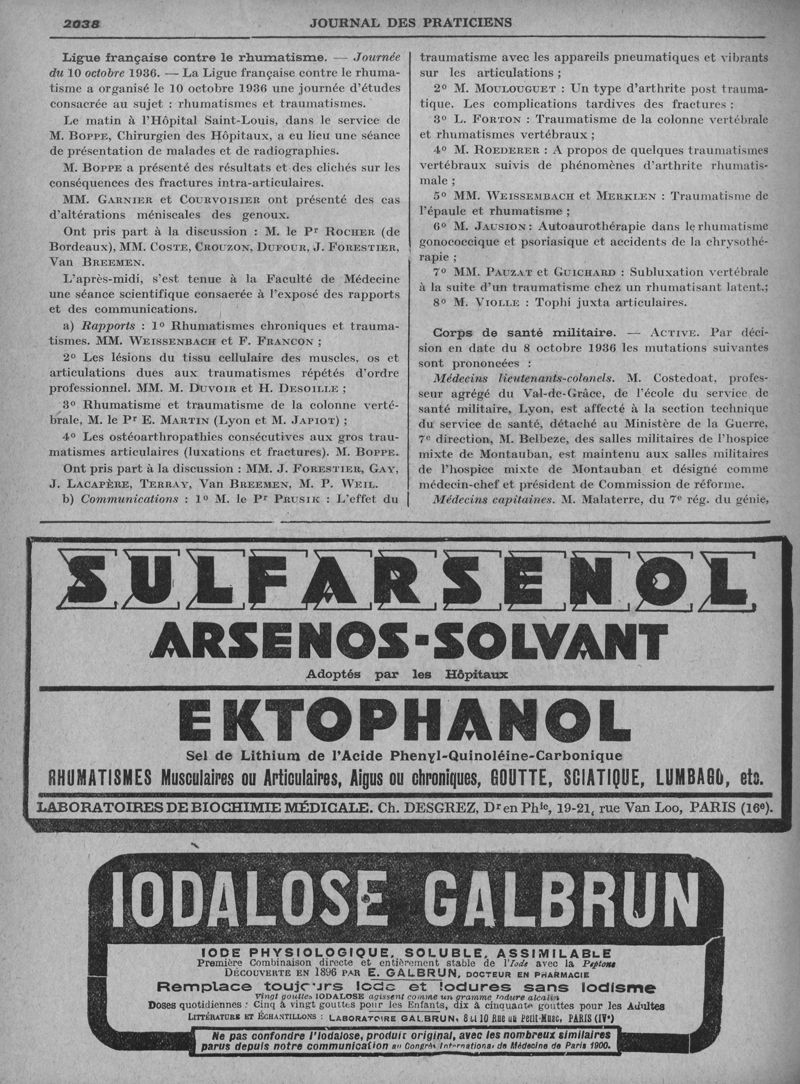 2038
JOURNAL DES PRATICIENS
Ligue française contre le rhumatisme. — Journée
du 10 octobre 1936. — La Ligue française contre le rhuma-
tisme a organisé le 10 octobre 1936 une journée d'études
consacrée au sujet : rhumatismes et traumatismes.
Le matin à l'Hôpital Saint-Louis, dans le service de
M. BOPPE, Chirurgien des Hôpitaux, a eu lieu une séance
de présentation de malades et de radiographies.
M. BOPPE a présenté des résultats et des clichés sur les
conséquences des fractures intra-articulaires.
MM. GARNIER et COURVOISIER ont présenté des cas
d'altérations méniscales des genoux.
Ont pris part à la discussion : M. le Pr ROCHER (de
Bordeaux), MM. COSTE, CROUZON, DUFOUR, J. FORESTIER,
Van BREEMEN.
L'après-midi, s'est tenue à la Faculté de Médecine
une séance scientifique consacrée à l'exposé des rapports
et des communications.
a) Rapports : 1o Rhumatismes chroniques et trauma-
tismes. MM. WEISSENBACH et F. FRANCON ;
2o Les lésions du tissu cellulaire des muscles, os et
articulations dues aux traumatismes répétés d'ordre
professionnel. MM. M. DUVOIR et H. DESOILLE ;
3o Rhumatisme et traumatisme de la colonne verté-
brale, M. le Pr E. MARTIN (Lyon et M. JAPIOT) ;
4o Les ostéoarthropathies consécutives aux gros trau-
matismes articulaires (luxations et fractures). M. BOPPE.
Ont pris part à la discussion : MM. J. FORESTIER, GAY,
J. LACAPÈRE, TERRAY, Van BREEMEN, M. P. WEIL.
b) Communications : 1o M. le Pr PRUSIK : L'effet du
traumatisme avec les appareils pneumatiques et vibrants
sur les articulations ;
2o M. MOULOUGUET : Un type d'arthrite post trauma-
tique. Les complications tardives des fractures :
3o L. FORTON : Traumatisme de la colonne vertébrale
et rhumatismes vertébraux ;
4o M. ROEDERER : A propos de quelques traumatismes
vertébraux suivis de phénomènes d'arthrite rhumatis-
male ;
5o MM. WEISSEMBACH et MERKLEN : Traumatisme de
l'épaule et rhumatisme ;
6o M. JAUSION : Autoaurothérapie dans le rhumatisme
gonococcique et psoriasique et accidents de la chrysothé-
rapie ;
7o MM. PAUZAT et GUICHARD : Subluxation vertébrale
à la suite d'un traumatisme chez un rhumatisant latent.;
8o M. VIOLLE : Tophi juxta articulaires.
Corps de santé militaire. — ACTIVE. Par déci-
sion en date du 8 octobre 1936 les mutations suivantes
sont prononcées :
Médecins lieutenants-colonels. M. Costedoat, profes-
seur agrégé du Val-de-Grâce, de l'école du service de
santé militaire, Lyon, est affecté à la section technique
du service de santé, détaché au Ministère de la Guerre,
7e direction, M. Belbeze, des salles militaires de l'hospice
mixte de Montauban, est maintenu aux salles militaires
de l'hospice mixte de Montauban et désigné comme
médecin-chef et président de Commission de réforme.
Médecins capitaines. M. Malaterre, du 7e rég. du génie,
SULFARSENOL
ARSENOS-SOLVANT
Adoptés par les Hôpitaux
EKTOPHANOL
Sel de Lithium de l'Acide Phenyl-Quinoléine-Carbonique
RHUMATISMES Musculaires ou Articulaires, Aigus ou chroniques, GOUTTE, SCIATIQUE, LUMBAGO, etc.
LABORATOIRES DE BIOCHIMIE MÉDICALE. Ch. DESGREZ, Dr en Phie, 19-21, rue Van Loo, PARIS (16e).
IODALOSE GALBRUN
IODE PHYSIOLOGIQUE, SOLUBLE, ASSIMILABLE
Première Combinaison directe et entièrement stable de l'Iode avec la Peptone
DÉCOUVERTE EN 1896 PAR E. GALBRUN, DOCTEUR EN PHARMACIE
Remplace toujours Iode et Iodures sans Iodisme
Vingt gouttes IODALOSE agissent comme un gramme Iodure alcalin
Doses quotidiennes : Cinq à vingt gouttes pour les Enfants, dix à cinquante gouttes pour les Adultes
LITTÉRATURE ET ÉCHANTILLONS : LABORATOIRE GALBRUN, 8 et 10 Rue du Petit-Musc, PARIS (IVe)
Ne pas confondre l'Iodalose, produit original, avec les nombreux similaires
parus depuis notre communication au Congrès International de Médecine de Paris 1900.